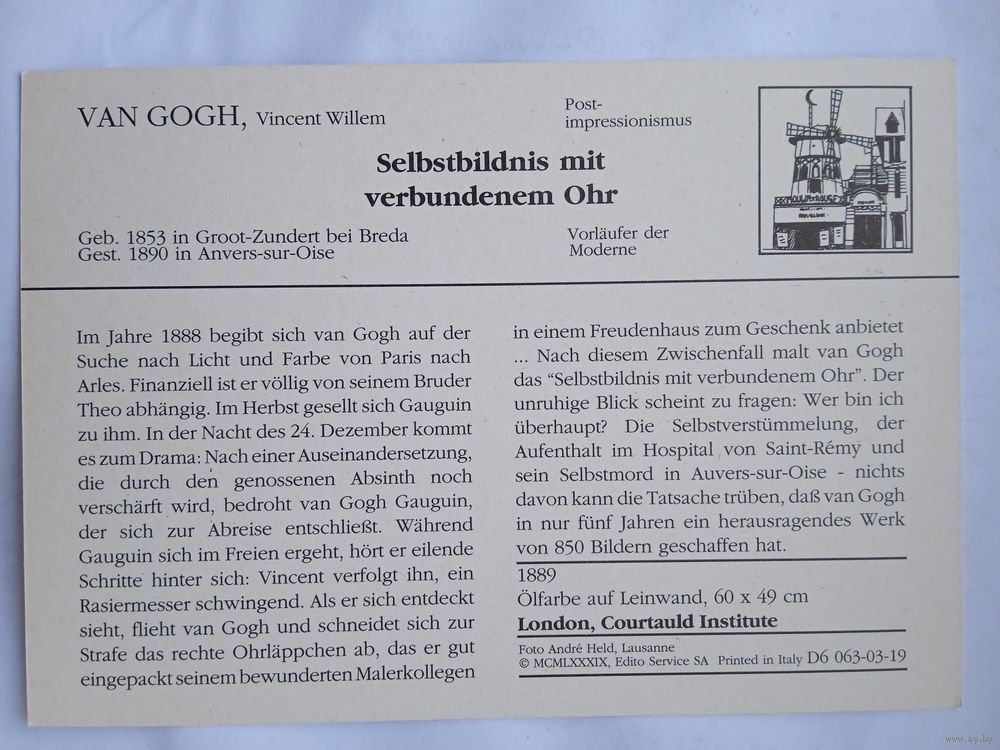 VAN GOGH, Vincent Willem
Post-
impressionismus
Selbstbildnis mit
verbundenem Ohr
Geb. 1853 in Groot-Zundert bei Breda
Gest. 1890 in Anvers-sur-Oise
Vorläufer der
Moderne
MOULIN ROUGE
Im Jahre 1888 begibt sich van Gogh auf der
Suche nach Licht und Farbe von Paris nach
Arles. Finanziell ist er völlig von seinem Bruder
Theo abhängig. Im Herbst gesellt sich Gauguin
zu ihm. In der Nacht des 24. Dezember kommt
es zum Drama: Nach einer Auseinandersetzung,
die durch den genossenen Absinth noch
verschärft wird, bedroht van Gogh Gauguin,
der sich zur Abreise entschließt. Während
Gauguin sich im Freien ergeht, hört er eilende
Schritte hinter sich: Vincent verfolgt ihn, ein
Rasiermesser schwingend. Als er sich entdeckt
sieht, flieht van Gogh und schneidet sich zur
Strafe das rechte Ohrläppchen ab, das er gut
eingepackt seinem bewunderten Malerkollegen
in einem Freudenhaus zum Geschenk anbietet
... Nach diesem Zwischenfall malt van Gogh
das “Selbstbildnis mit verbundenem Ohr”. Der
unruhige Blick scheint zu fragen: Wer bin ich
überhaupt? Die Selbstverstümmelung, der
Aufenthalt im Hospital von Saint-Rémy und
sein Selbstmord in Auvers-sur-Oise - nichts
davon kann die Tatsache trüben, daß van Gogh
in nur fünf Jahren ein herausragendes Werk
von 850 Bildern geschaffen hat.
1889
Ölfarbe auf Leinwand, 60 x 49 cm
London, Courtauld Institute
Foto André Held, Lausanne
© MCMLXXXIX, Edito Service SA Printed in Italy D6 063-03-19
www.ay.by